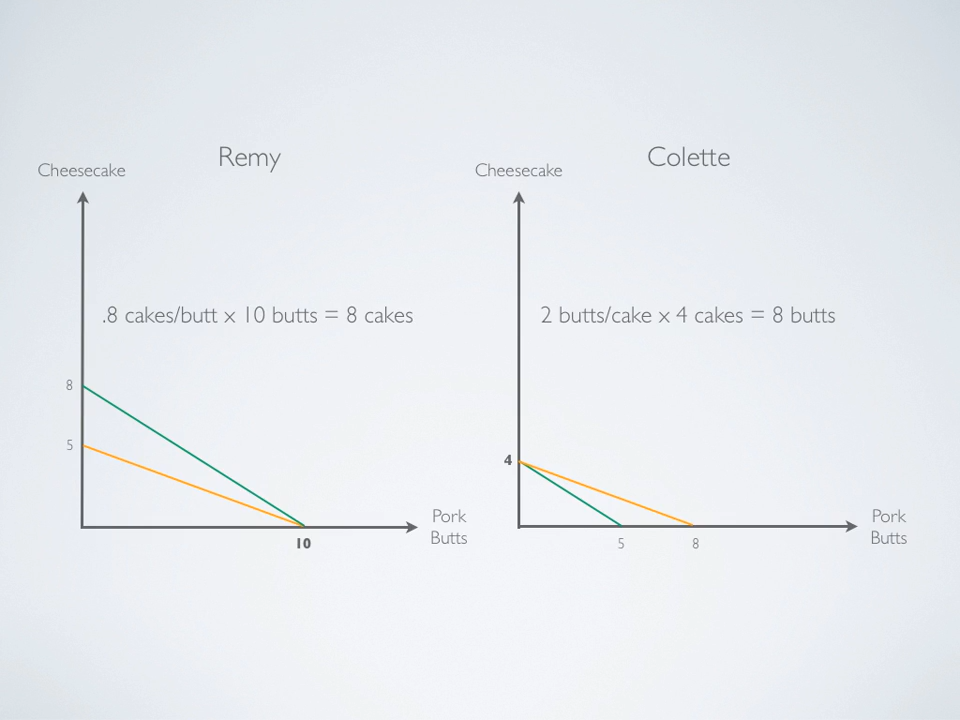 Remy
Cheesecake
.8 cakes/butt x 10 butts = 8 cakes
8
5
10
Pork
Butts
Colette
Cheesecake
2 butts/cake x 4 cakes = 8 butts
4
5
8
Pork
Butts